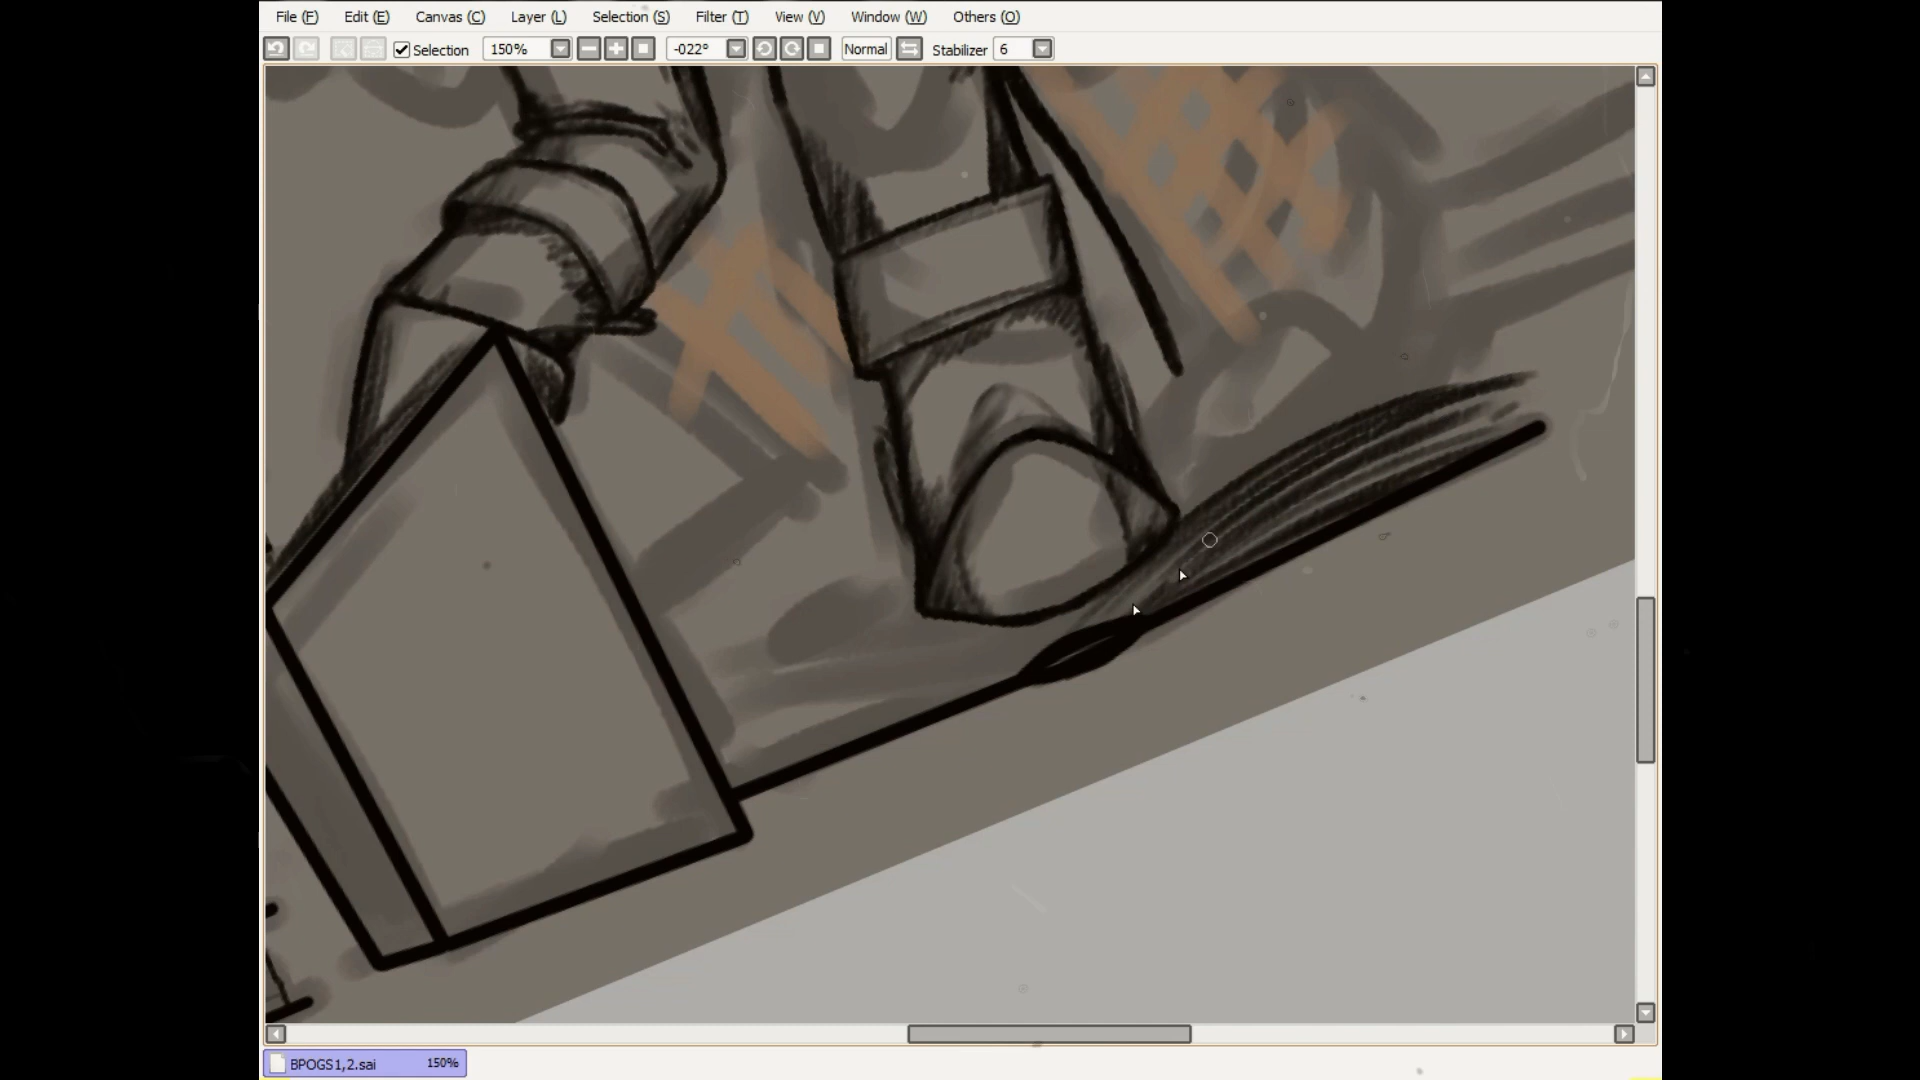 File (F) Edit (E) Canvas (C) Layer (L) Selection (S) Filter (T) View (V) Window (W) Others (O)
Selection 150% -022° Normal Stabilizer 6
BPOGS1,2.sai 150%